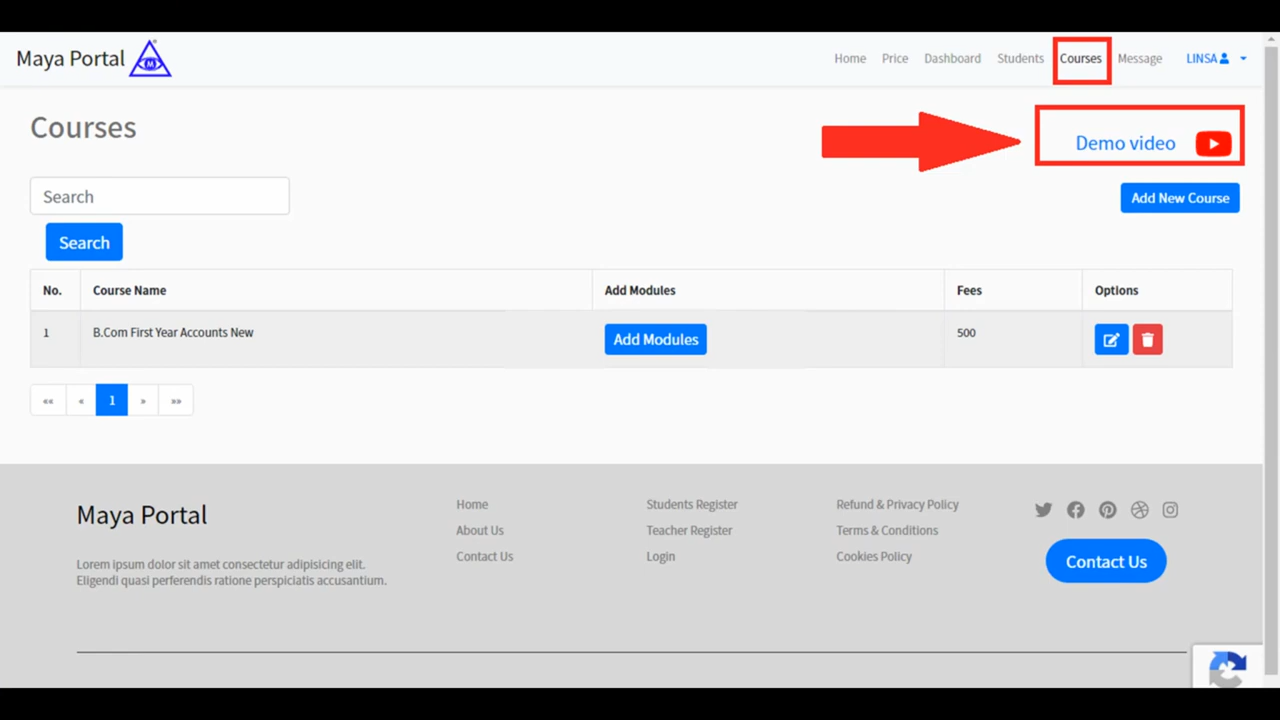 Maya Portal
Home Price Dashboard Students Courses Message LINSA
Courses
Demo video
Search
Add New Course
Search
No. Course Name Add Modules Fees Options
1 B.Com First Year Accounts New Add Modules 500
«« « 1 » »»
Maya Portal
Lorem ipsum dolor sit amet consectetur adipisicing elit.
Eligendi quasi perferendis ratione perspiciatis accusantium.
Home
About Us
Contact Us
Students Register
Teacher Register
Login
Refund & Privacy Policy
Terms & Conditions
Cookies Policy
Contact Us